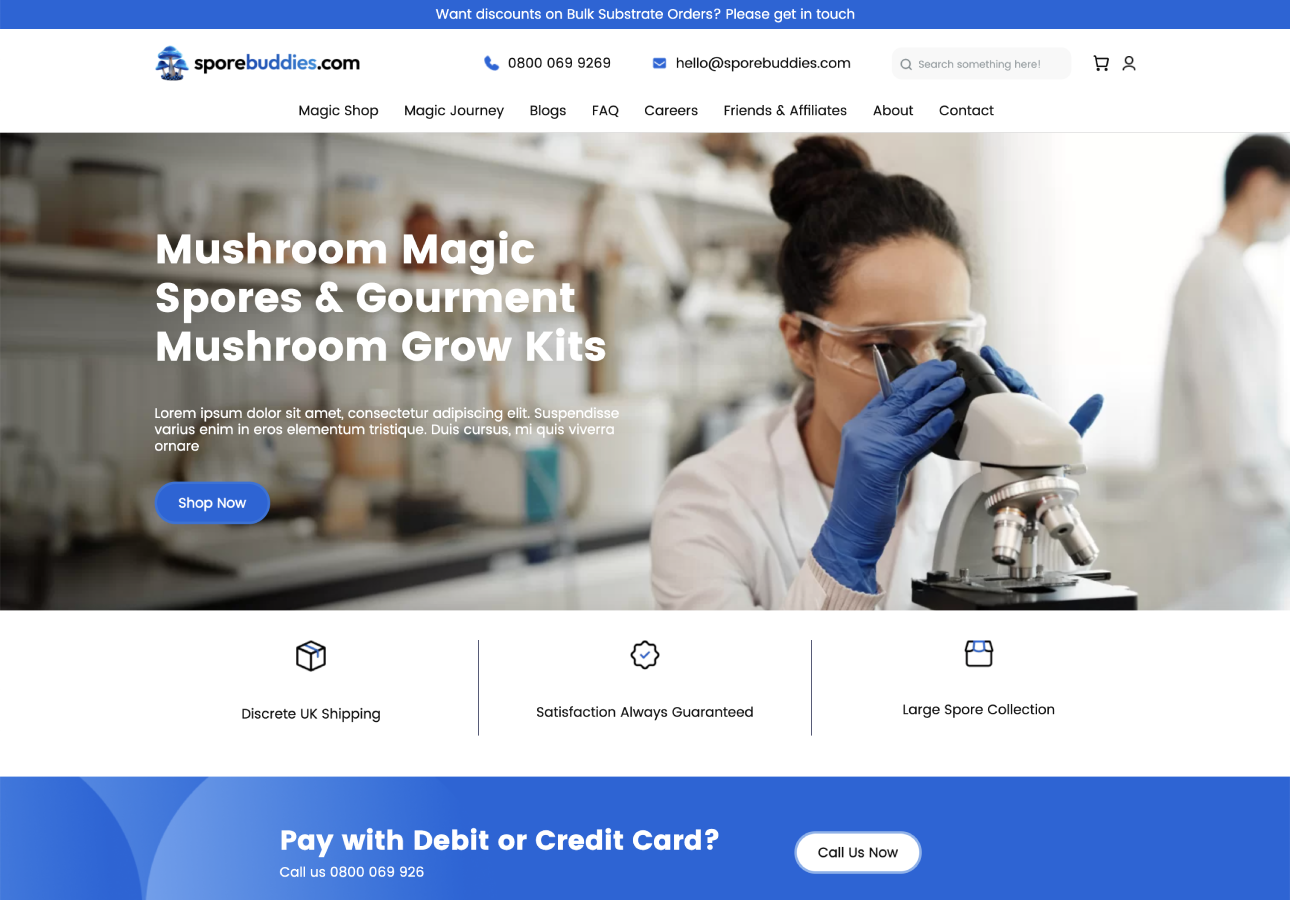 Want discounts on Bulk Substrate Orders? Please get in touch
sporebuddies.com
0800 069 9269
hello@sporebuddies.com
Search something here!
Magic Shop Magic Journey Blogs FAQ Careers Friends & Affiliates About Contact
Mushroom Magic
Spores & Gourment
Mushroom Grow Kits
Lorem ipsum dolor sit amet, consectetur adipiscing elit. Suspendisse
varius enim in eros elementum tristique. Duis cursus, mi quis viverra
ornare
Shop Now
Discrete UK Shipping
Satisfaction Always Guaranteed
Large Spore Collection
Pay with Debit or Credit Card?
Call us 0800 069 926
Call Us Now